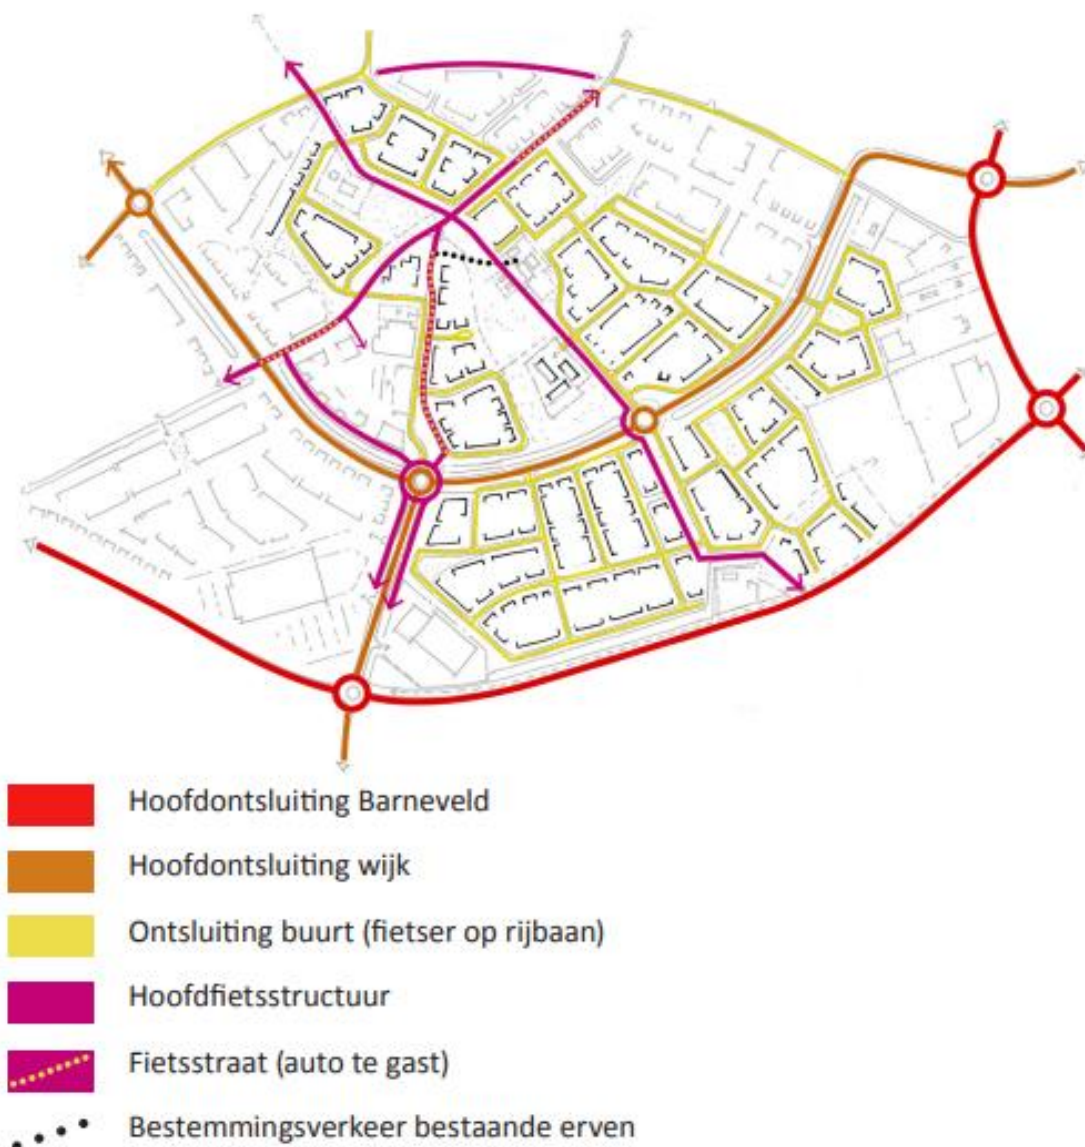 Hoofdontsluiting Barneveld
Hoofdontsluiting wijk
Ontsluiting buurt (fietser op rijbaan)
Hoofdfietsstructuur
Fietsstraat (auto te gast)
Bestemmingsverkeer bestaande erven